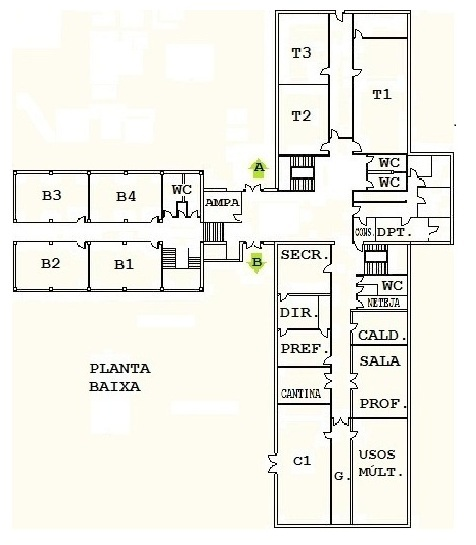 T3
T2
T1
A
WC
WC
B3
B4
WC
AMPA
CONS.
DPT.
B2
B1
B
SECR.
WC
NETEJA
DIR.
CALD.
PREF.
SALA
PROF.
CANTINA
PLANTA
BAIXA
C1
G.
USOS
MÚLT.